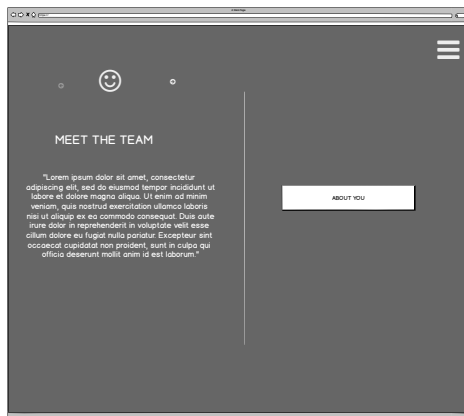 MEET THE TEAM
"Lorem ipsum dolor sit amet, consectetur
adipiscing elit, sed do eiusmod tempor incididunt ut
labore et dolore magna aliqua. Ut enim ad minim
veniam, quis nostrud exercitation ullamco laboris
nisi ut aliquip ex ea commodo consequat. Duis aute
irure dolor in reprehenderit in voluptate velit esse
cillum dolore eu fugiat nulla pariatur. Excepteur sint
occaecat cupidatat non proident, sunt in culpa qui
officia deserunt mollit anim id est laborum."
ABOUT YOU